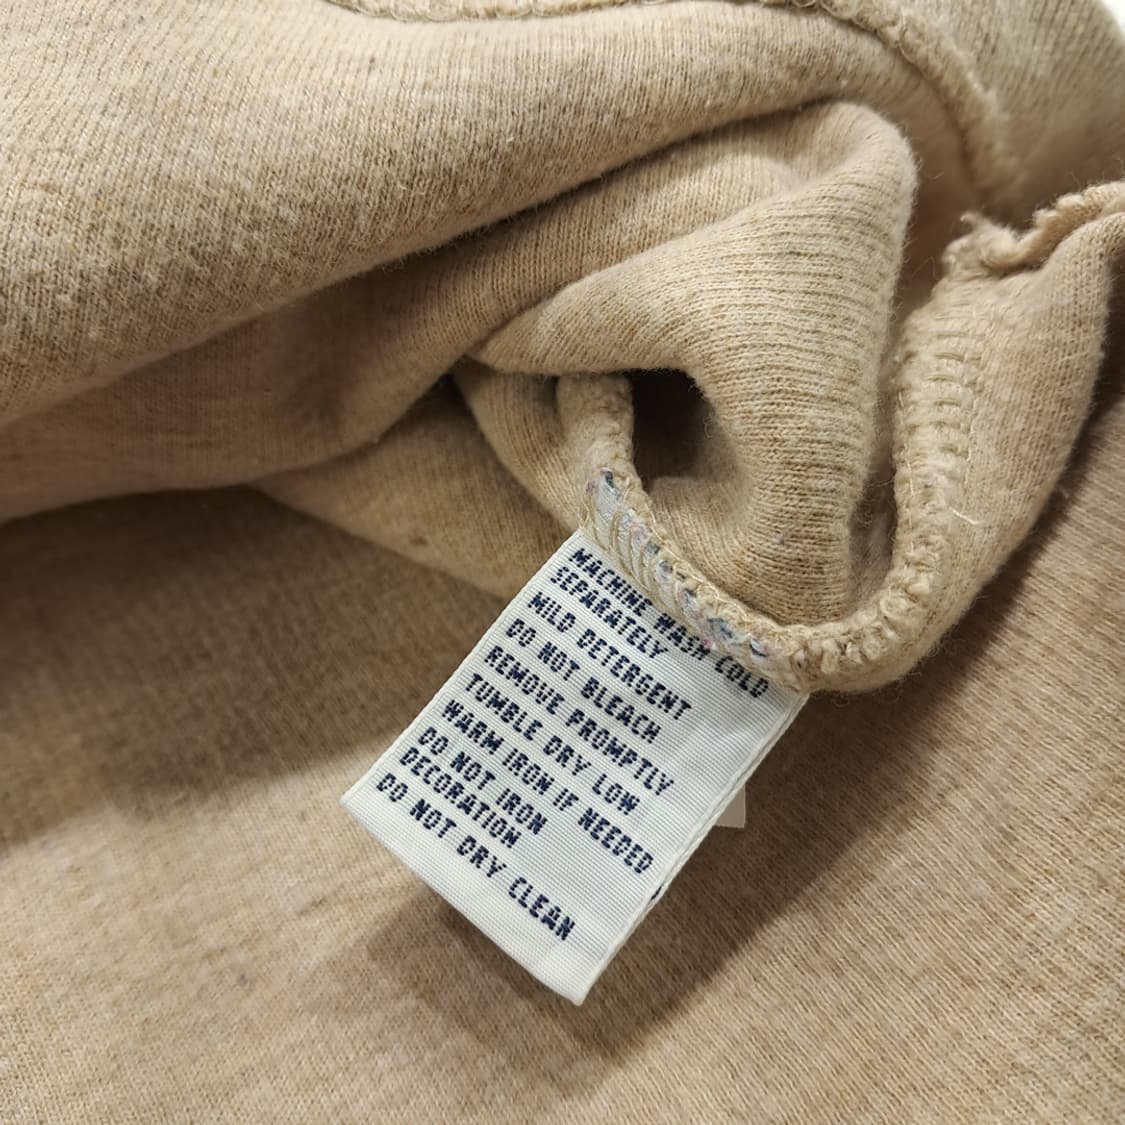 MACHINE WASH COLD
SEPARATELY
MILD DETERGENT
DO NOT BLEACH
REMOVE PROMPTLY
TUMBLE DRY LOW
WARM IRON IF NEEDED
DO NOT IRON
DECORATION
DO NOT DRY CLEAN